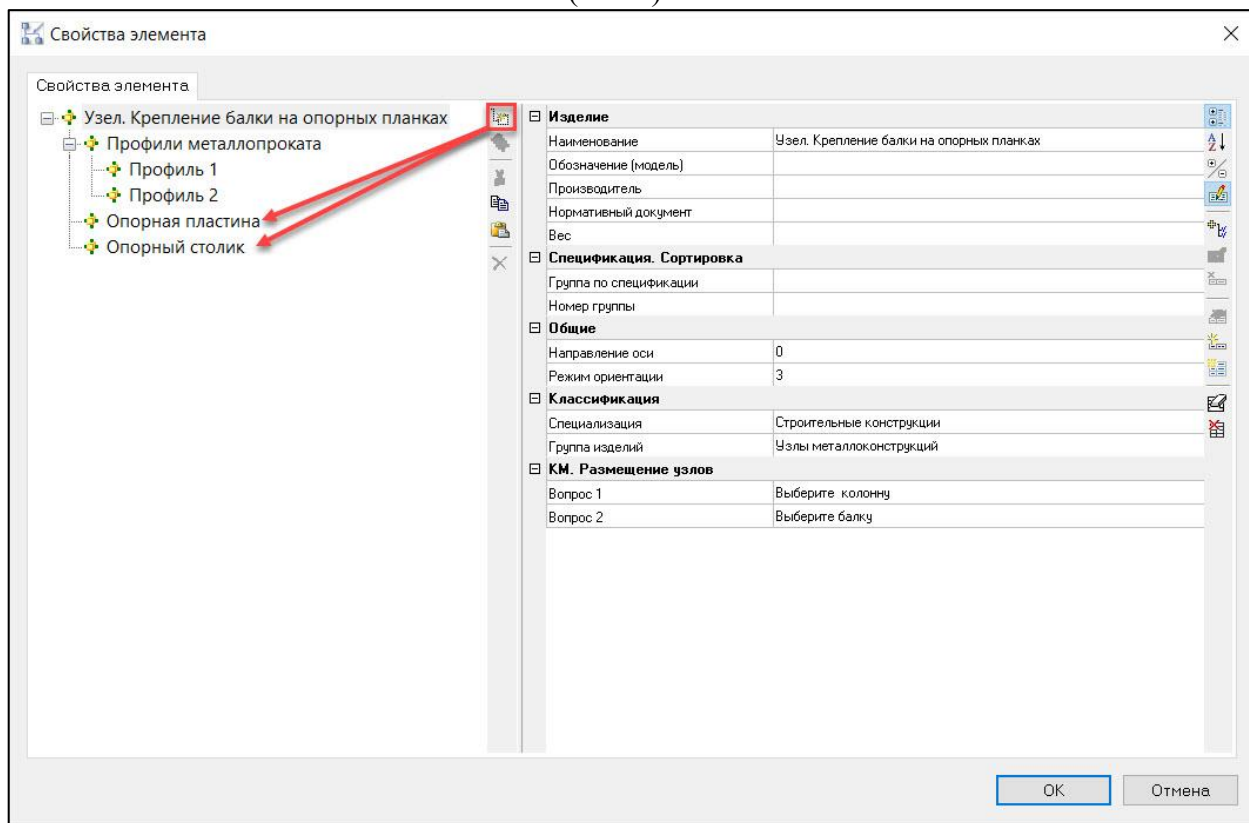 Свойства элемента
Свойства элемента
Узел. Крепление балки на опорных планках
Профили металлопроката
Профиль 1
Профиль 2
Опорная пластина
Опорный столик
Изделие
Наименование Узел. Крепление балки на опорных планках
Обозначение (модель)
Производитель
Нормативный документ
Вес
Спецификация. Сортировка
Группа по спецификации
Номер группы
Общие
Направление оси 0
Режим ориентации 3
Классификация
Специализация Строительные конструкции
Группа изделий Узлы металлоконструкций
КМ. Размещение узлов
Вопрос 1 Выберите колонну
Вопрос 2 Выберите балку
OK Отмена